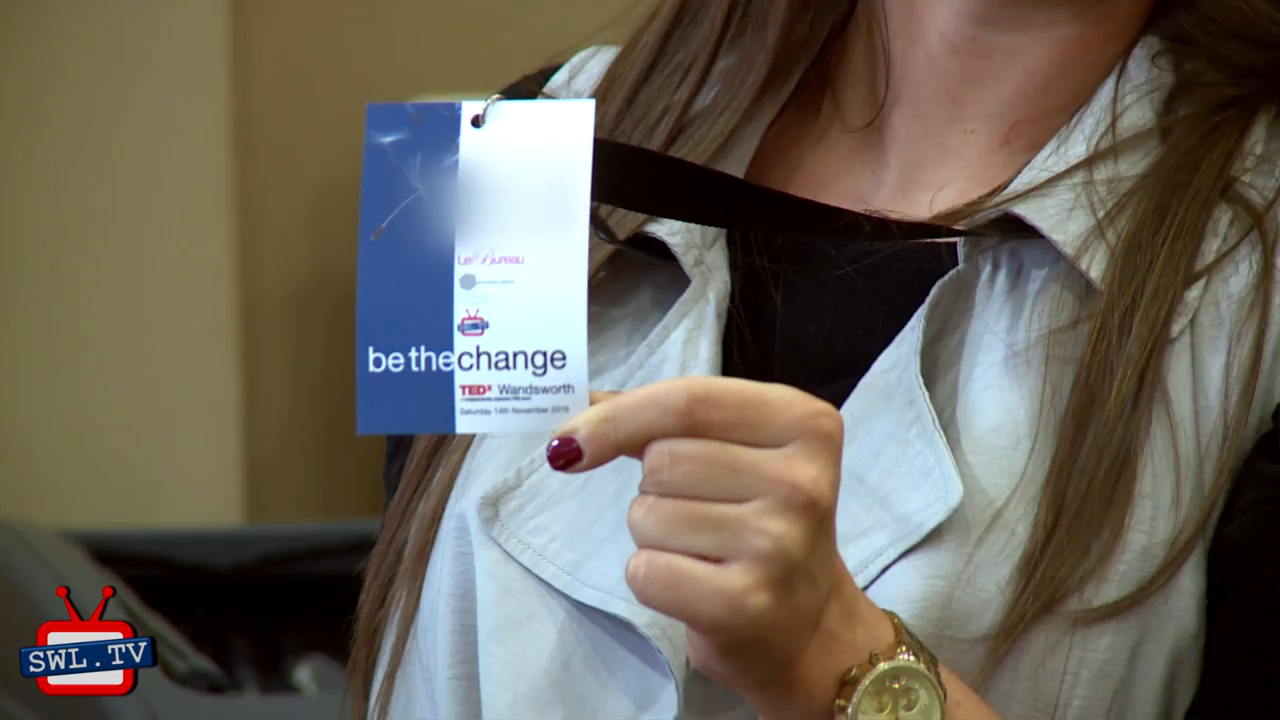 Le Bureau
be the change
TEDx Wandsworth
Saturday 14th November 2015
SWL.TV